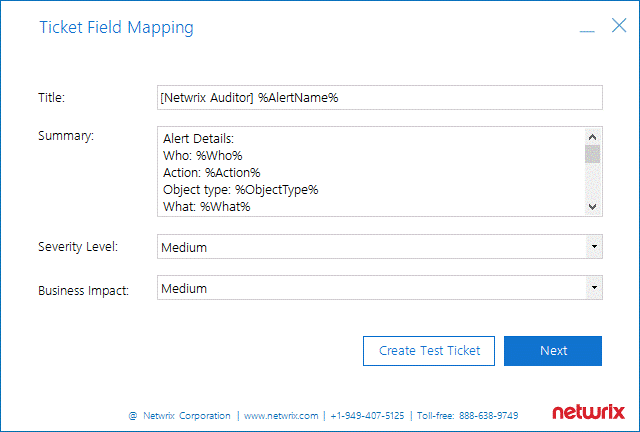 Ticket Field Mapping
Title:
[Netwrix Auditor] %AlertName%
Summary:
Alert Details:
Who: %Who%
Action: %Action%
Object type: %ObjectType%
What: %What%
Severity Level:
Medium
Business Impact:
Medium
Create Test Ticket
Next
@ Netwrix Corporation | www.netwrix.com | +1-949-407-5125 | Toll-free: 888-638-9749
netwrix